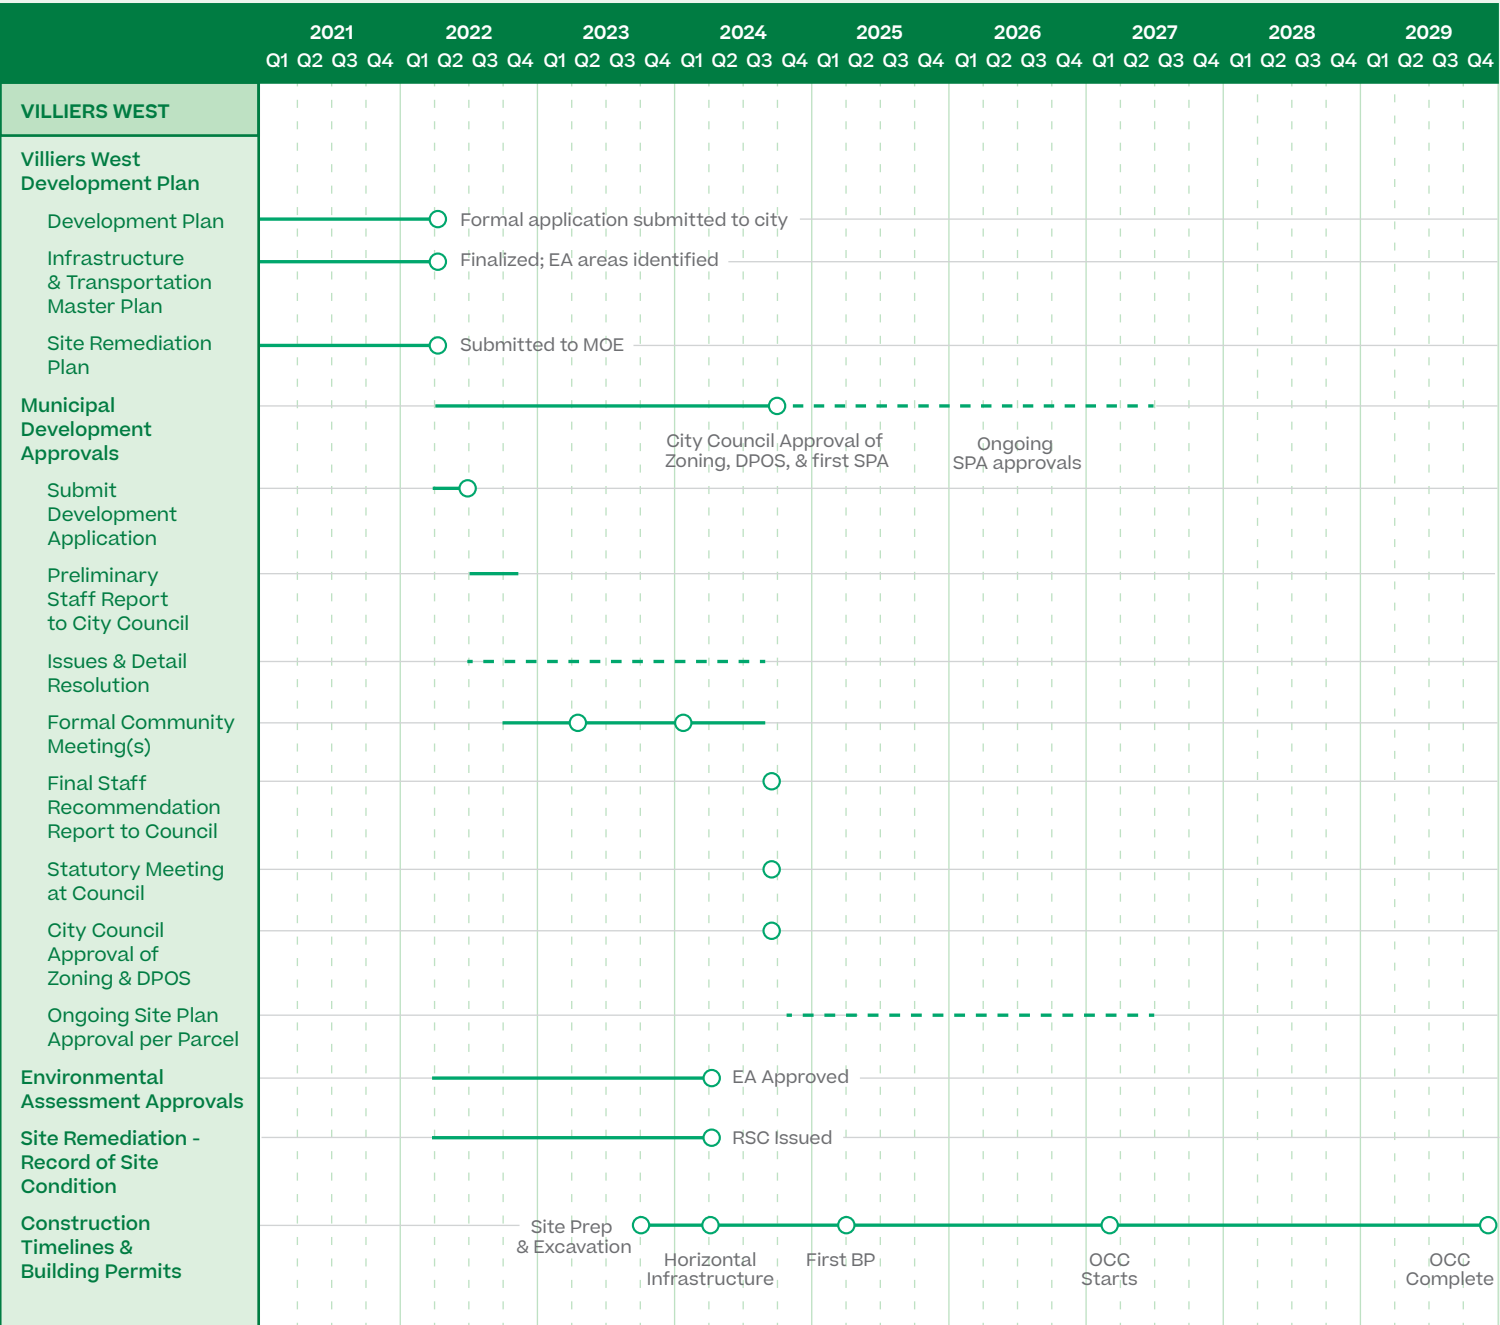 2021 2022 2023 2024 2025 2026 2027 2028 2029
Q1 Q2 Q3 Q4 Q1 Q2 Q3 Q4 Q1 Q2 Q3 Q4 Q1 Q2 Q3 Q4 Q1 Q2 Q3 Q4 Q1 Q2 Q3 Q4 Q1 Q2 Q3 Q4 Q1 Q2 Q3 Q4 Q1 Q2 Q3 Q4
VILLIERS WEST
Villiers West
Development Plan
Development Plan
Formal application submitted to city
Infrastructure
& Transportation
Master Plan
Finalized; EA areas identified
Site Remediation
Plan
Submitted to MOE
Municipal
Development
Approvals
City Council Approval of
Zoning, DPOS, & first SPA
Ongoing
SPA approvals
Submit
Development
Application
Preliminary
Staff Report
to City Council
Issues & Detail
Resolution
Formal Community
Meeting(s)
Final Staff
Recommendation
Report to Council
Statutory Meeting
at Council
City Council
Approval of
Zoning & DPOS
Ongoing Site Plan
Approval per Parcel
Environmental
Assessment Approvals
EA Approved
Site Remediation -
Record of Site
Condition
RSC Issued
Construction
Timelines &
Building Permits
Site Prep
& Excavation
Horizontal
Infrastructure
First BP
OCC
Starts
OCC
Complete